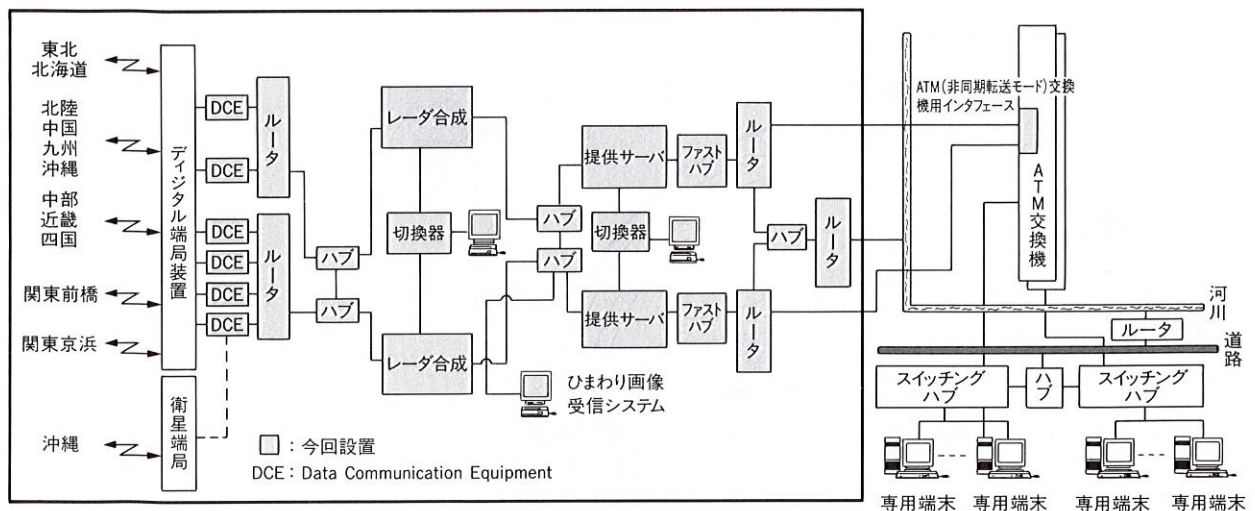 東北
北海道
北陸
中国
九州
沖縄
中部
近畿
四国
関東前橋
関東京浜
沖縄
ディジタル端局装置
衛星端局
DCE
DCE
DCE
DCE
DCE
DCE
ルータ
ルータ
ハブ
ハブ
レーダ合成
切換器
レーダ合成
ハブ
ハブ
ひまわり画像
受信システム
提供サーバ
切換器
提供サーバ
ファスト
ハブ
ファスト
ハブ
ルータ
ルータ
ハブ
ルータ
ATM(非同期転送モード)交換
機用インタフェース
ATM交換機
河川
ルータ
道路
スイッチング
ハブ
ハブ
スイッチング
ハブ
専用端末
専用端末
専用端末
専用端末
:今回設置
DCE:Data Communication Equipment